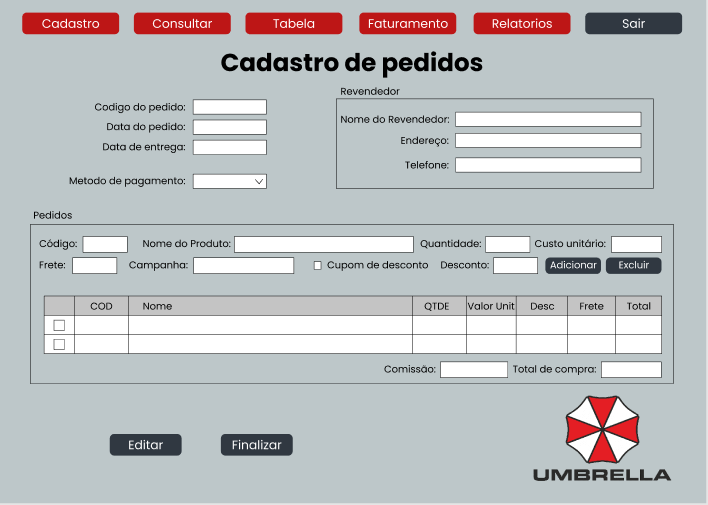 Cadastro Consultar Tabela Faturamento Relatorios Sair
Cadastro de pedidos
Revendedor
Codigo do pedido:
Data do pedido:
Data de entrega:
Metodo de pagamento:
Nome do Revendedor:
Endereço:
Telefone:
Pedidos
Código: Nome do Produto: Quantidade: Custo unitário:
Frete: Campanha: Cupom de desconto Desconto: Adicionar Excluir
COD Nome QTDE Valor Unit Desc Frete Total
Comissão: Total de compra:
Editar Finalizar
UMBRELLA